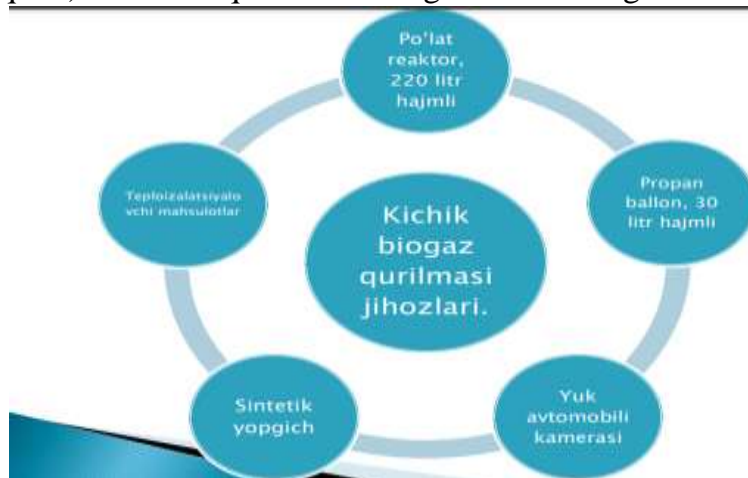 Po'lat
reaktor,
220 litr
hajmli
Propan
ballon, 30
litr hajmli
Yuk
avtomobili
kamerasi
Sintetik
yopgich
Teploizalatsiyalo
vchi mahsulotlar
Kichik
biogaz
qurilmasi
jihozlari.